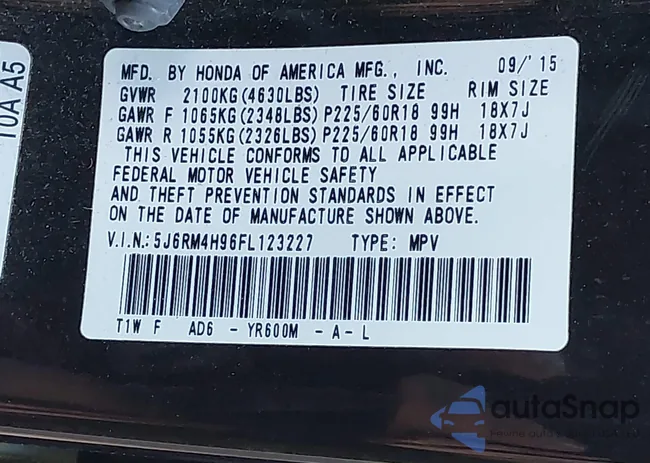 10A A5
MFD. BY HONDA OF AMERICA MFG., INC. 09/'15
GVWR 2100KG(4630LBS) TIRE SIZE RIM SIZE
GAWR F 1065KG(2348LBS) P225/60R18 99H 18X7J
GAWR R 1055KG(2326LBS) P225/60R18 99H 18X7J
THIS VEHICLE CONFORMS TO ALL APPLICABLE
FEDERAL MOTOR VEHICLE SAFETY
AND THEFT PREVENTION STANDARDS IN EFFECT
ON THE DATE OF MANUFACTURE SHOWN ABOVE.
V.I.N.:5J6RM4H96FL123227 TYPE: MPV
T1W F AD6 - YR600M - A - L
autaSnap